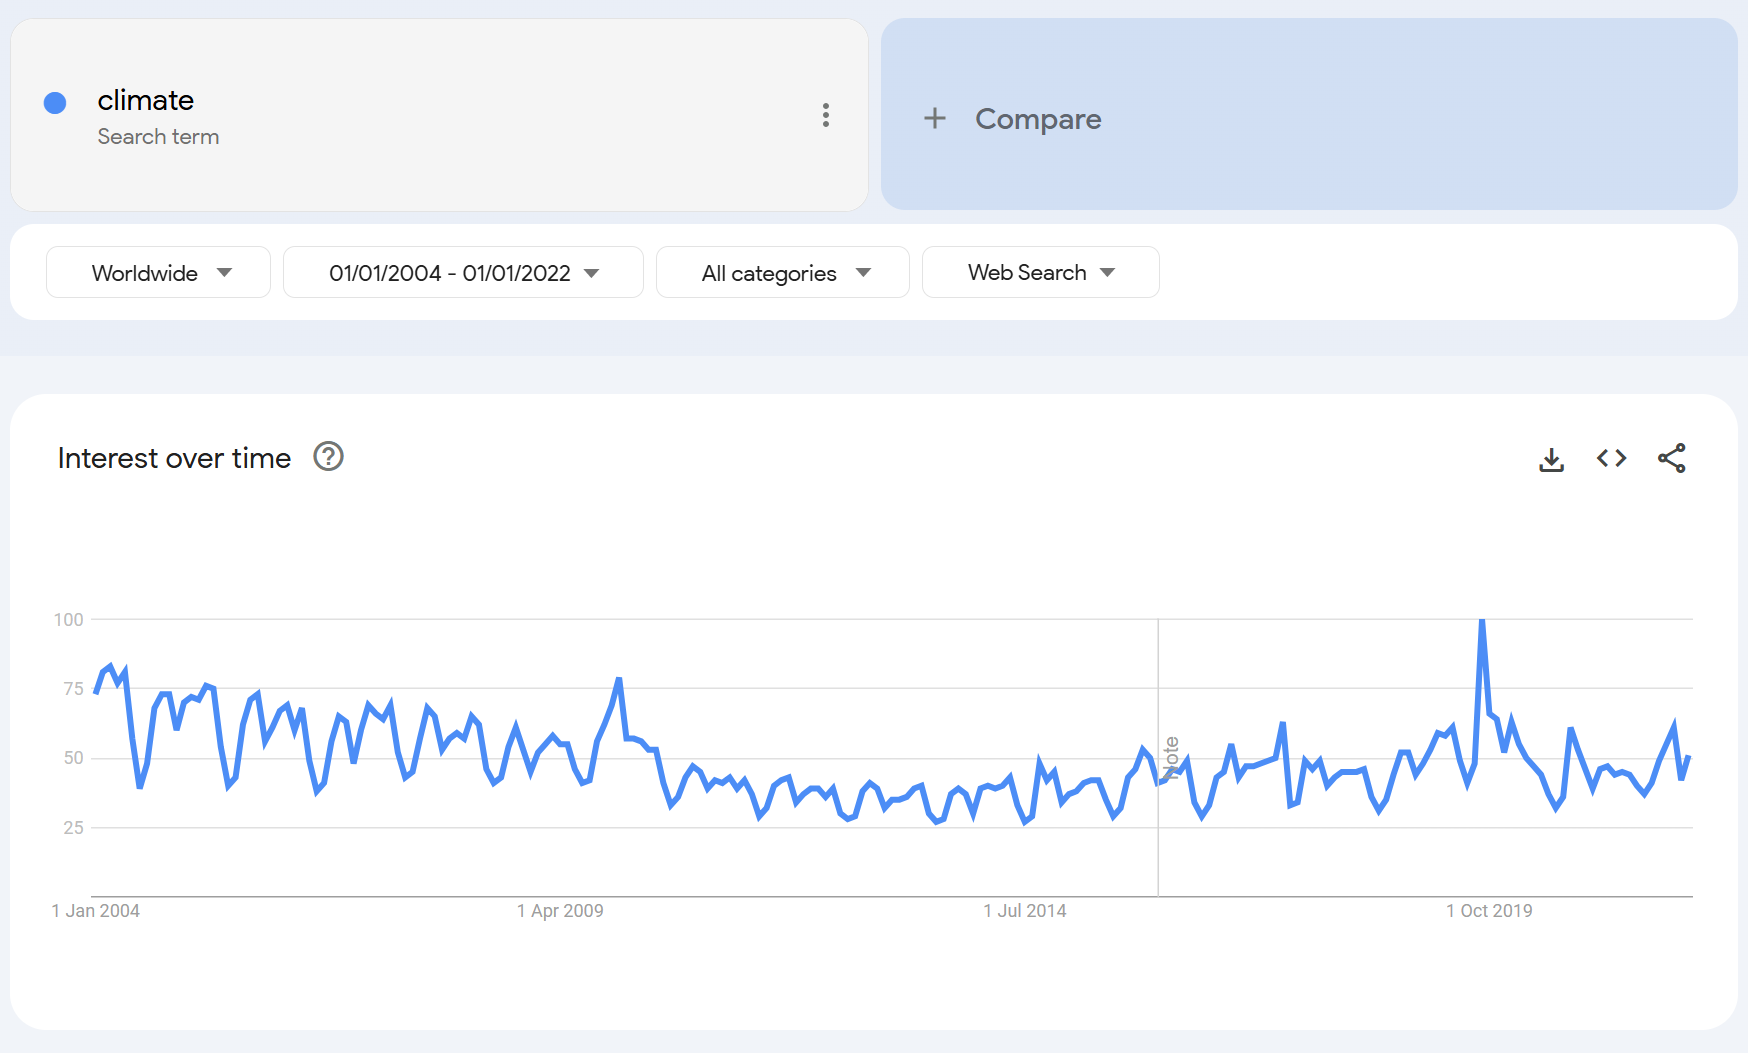 climate
Search term
+ Compare
Worldwide
01/01/2004 - 01/01/2022
All categories
Web Search
Interest over time
100
75
50
25
Note
1 Jan 2004
1 Apr 2009
1 Jul 2014
1 Oct 2019